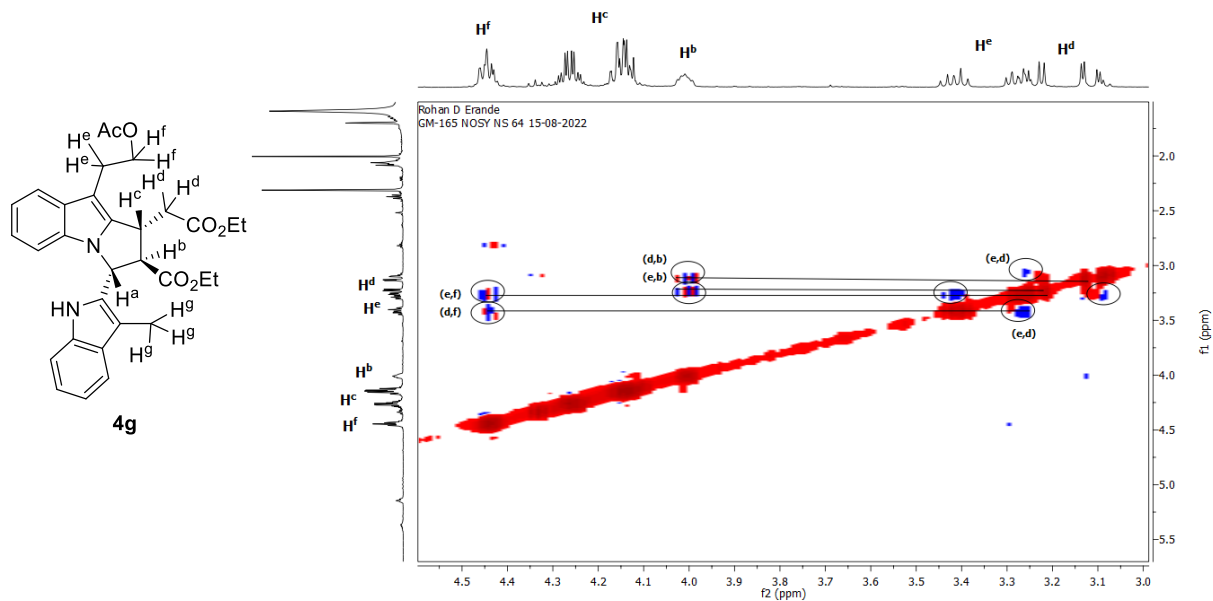 Hᶠ
Hᶜ
Hᵇ
Hᵉ
Hᵈ
Rohan D Erande
GM-165 NOSY NS 64 15-08-2022
Hᵉ
AcO
Hᶠ
Hᵉ
Hᶠ
Hᵈ
Hᶜ
Hᵈ
CO₂Et
N
Hᵇ
CO₂Et
Hᵃ
HN
Hᵍ
Hᵍ
Hᵍ
4g
Hᵈ
Hᵉ
Hᵇ
Hᶜ
Hᶠ
(d,b)
(e,b)
(e,f)
(d,f)
(e,d)
(e,d)
2.0
2.5
3.0
3.5
4.0
4.5
5.0
5.5
f1 (ppm)
4.5 4.4 4.3 4.2 4.1 4.0 3.9 3.8 3.7 3.6 3.5 3.4 3.3 3.2 3.1 3.0
f2 (ppm)